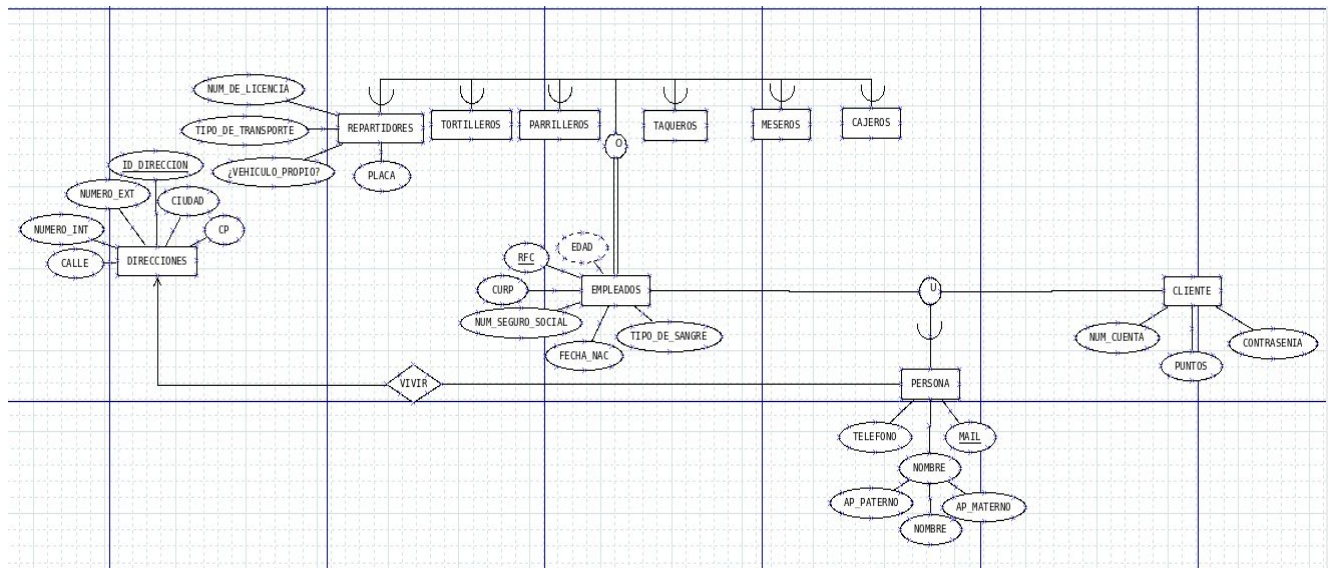 NUM_DE_LICENCIA
TIPO_DE_TRANSPORTE
¿VEHICULO_PROPIO?
PLACA
REPARTIDORES
TORTILLEROS
PARRILLEROS
O
TAQUEROS
MESEROS
CAJEROS
ID_DIRECCION
NUMERO_EXT
CIUDAD
NUMERO_INT
CP
CALLE
DIRECCIONES
RFC
EDAD
CURP
EMPLEADOS
NUM_SEGURO_SOCIAL
TIPO_DE_SANGRE
FECHA_NAC
U
CLIENTE
NUM_CUENTA
PUNTOS
CONTRASENIA
VIVIR
PERSONA
TELEFONO
MAIL
NOMBRE
AP_PATERNO
AP_MATERNO
NOMBRE